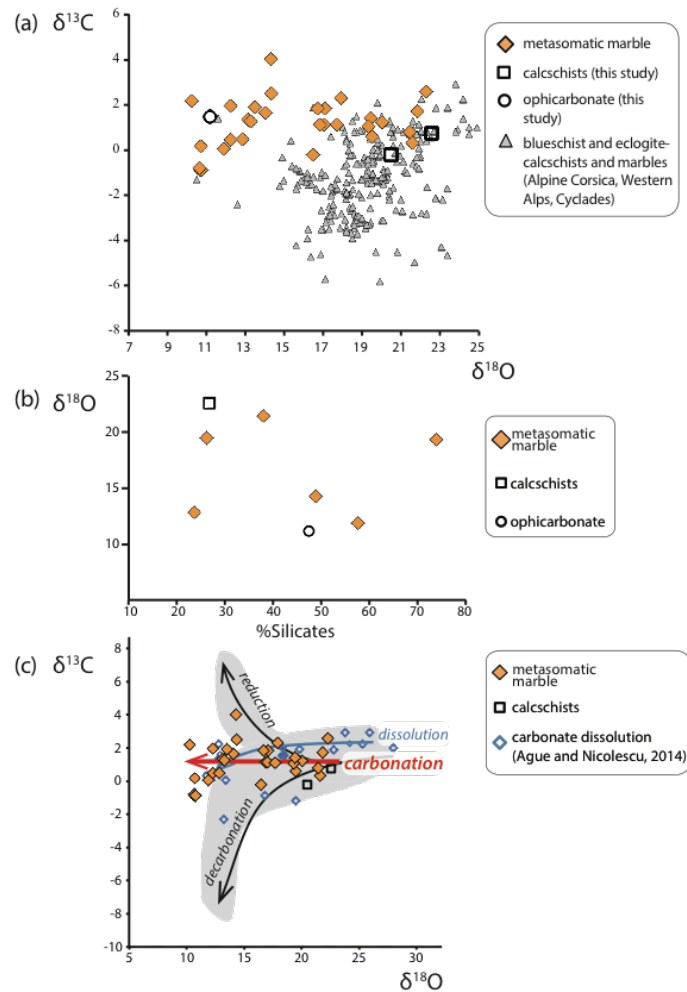 (a) δ13C
6
4
2
0
-2
-4
-6
-8
7 9 11 13 15 17 19 21 23 25
δ18O
metasomatic marble
calcschists (this study)
ophicarbonate (this
study)
blueschist and eclogite-
calcschists and marbles
(Alpine Corsica, Western
Alps, Cyclades)
(b) δ18O
25
20
15
10
10 20 30 40 50 60 70 80
%Silicates
metasomatic
marble
calcschists
ophicarbonate
(c) δ13C
8
6
4
2
0
-2
-4
-6
-8
-10
5 10 15 20 25 30
δ18O
reduction
dissolution
carbonation
decarbonation
metasomatic
marble
calcschists
carbonate dissolution
(Ague and Nicolescu, 2014)